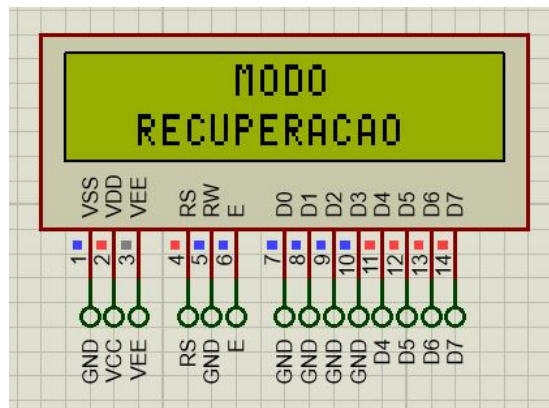 MODO
RECUPERACAO
VSS VDD VEE RS RW E D0 D1 D2 D3 D4 D5 D6 D7
1 2 3 4 5 6 7 8 9 10 11 12 13 14
GND VCC VEE RS GND E GND GND GND GND D4 D5 D6 D7